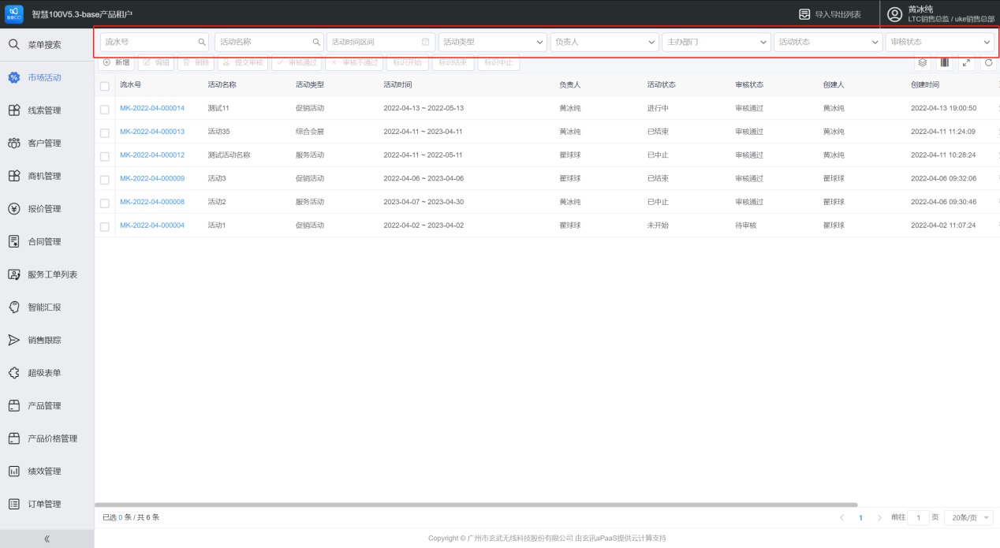 智慧100V5.3-base产品租户
导入导出列表
黄冰纯
LTC销售总监 / uke销售总部
菜单搜索
市场活动
线索管理
客户管理
商机管理
报价管理
合同管理
服务工单列表
智能汇报
销售跟踪
超级表单
产品管理
产品价格管理
绩效管理
订单管理
流水号 活动名称 活动时间区间 活动类型 负责人 主办部门 活动状态 审核状态
新增 编辑 删除 提交审核 审核通过 审核不通过 标识开始 标识结束 标识中止
流水号 活动名称 活动类型 活动时间 负责人 活动状态 审核状态 创建人 创建时间
MK-2022-04-000014 测试11 促销活动 2022-04-13 ~ 2022-05-13 黄冰纯 进行中 审核通过 黄冰纯 2022-04-13 19:00:50
MK-2022-04-000013 活动35 综合会展 2022-04-11 ~ 2023-04-11 黄冰纯 已结束 审核通过 黄冰纯 2022-04-11 11:24:09
MK-2022-04-000012 测试活动名称 服务活动 2022-04-11 ~ 2022-05-11 翟球球 已中止 审核通过 黄冰纯 2022-04-11 10:28:24
MK-2022-04-000009 活动3 促销活动 2022-04-06 ~ 2023-04-06 翟球球 已结束 审核通过 翟球球 2022-04-06 09:32:06
MK-2022-04-000008 活动2 服务活动 2023-04-07 ~ 2023-04-30 黄冰纯 已中止 审核通过 翟球球 2022-04-06 09:30:46
MK-2022-04-000004 活动1 促销活动 2022-04-02 ~ 2023-04-02 翟球球 未开始 待审核 翟球球 2022-04-02 11:07:24
已选 0 条 / 共 6 条
1 前往 1 页 20条/页
Copyright © 广州市玄武无线科技股份有限公司 由玄讯aPaaS提供云计算支持